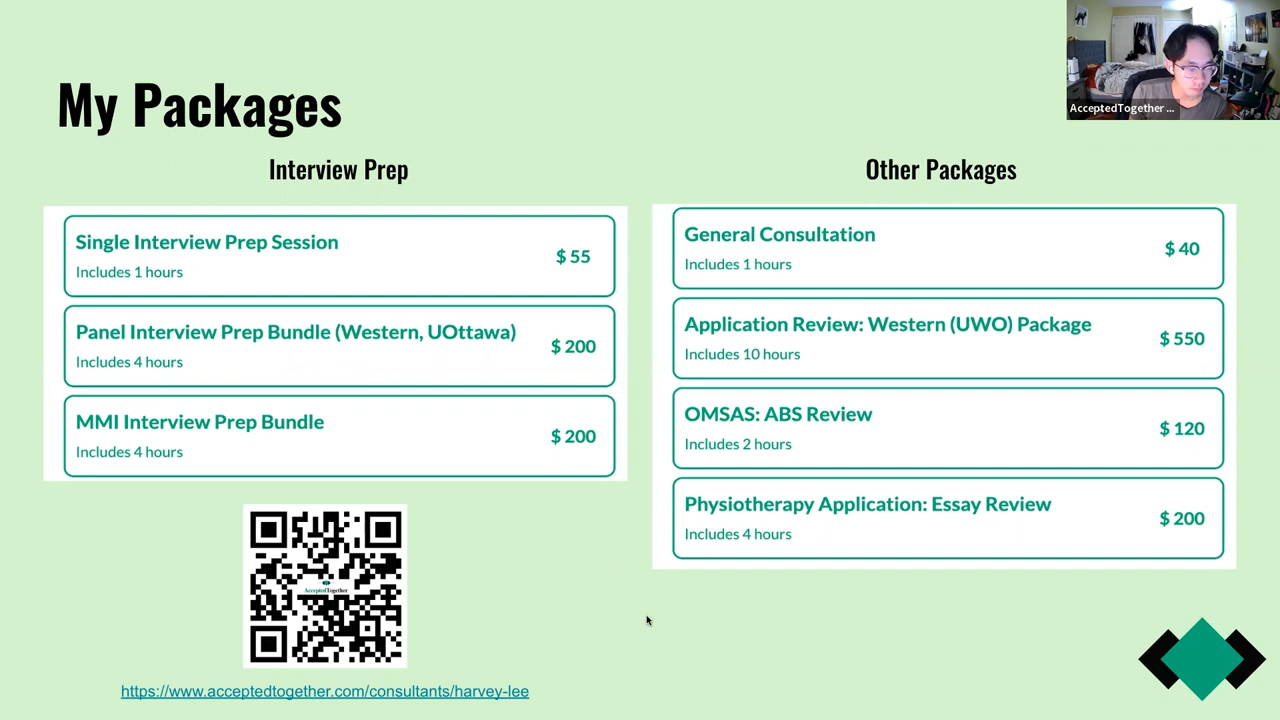 My Packages
AcceptedTogether ...
Interview Prep
Single Interview Prep Session
Includes 1 hours
$ 55
Panel Interview Prep Bundle (Western, UOttawa)
Includes 4 hours
$ 200
MMI Interview Prep Bundle
Includes 4 hours
$ 200
AcceptedTogether
https://www.acceptedtogether.com/consultants/harvey-lee
Other Packages
General Consultation
Includes 1 hours
$ 40
Application Review: Western (UWO) Package
Includes 10 hours
$ 550
OMSAS: ABS Review
Includes 2 hours
$ 120
Physiotherapy Application: Essay Review
Includes 4 hours
$ 200